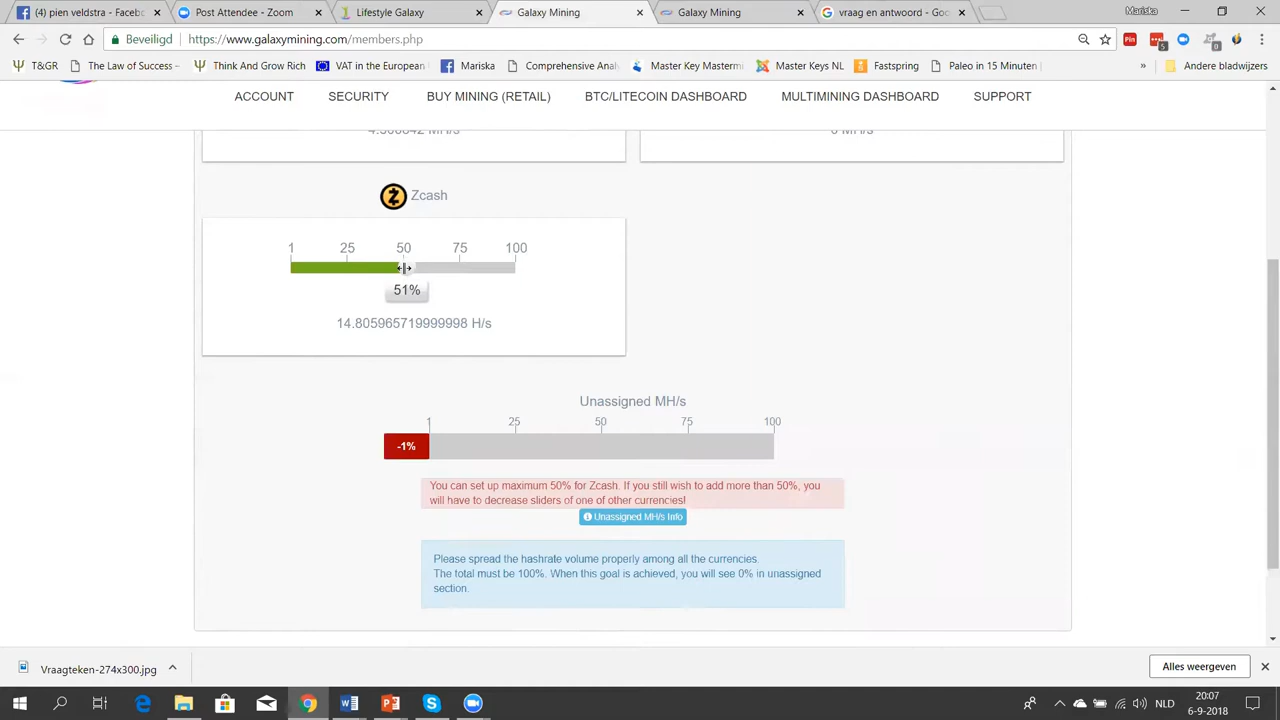 (4) pien veldstra - Faceb
Post Attendee - Zoom
Lifestyle Galaxy
Galaxy Mining
Galaxy Mining
vraag en antwoord - Goo
Mariska
Beveiligd
https://www.galaxymining.com/members.php
T&GR
The Law of Success -
Think And Grow Rich
VAT in the European
Mariska
Comprehensive Anal
Master Key Mastermi
Master Keys NL
Fastspring
Paleo in 15 Minuten
»
Andere bladwijzers
ACCOUNT
SECURITY
BUY MINING (RETAIL)
BTC/LITECOIN DASHBOARD
MULTIMINING DASHBOARD
SUPPORT
Zcash
1 25 50 75 100
51%
14.805965719999998 H/s
Unassigned MH/s
1 25 50 75 100
-1%
You can set up maximum 50% for Zcash. If you still wish to add more than 50%, you
will have to decrease sliders of one of other currencies!
Unassigned MH/s Info
Please spread the hashrate volume properly among all the currencies.
The total must be 100%. When this goal is achieved, you will see 0% in unassigned
section.
Vraagteken-274x300.jpg
Alles weergeven
NLD
20:07
6-9-2018